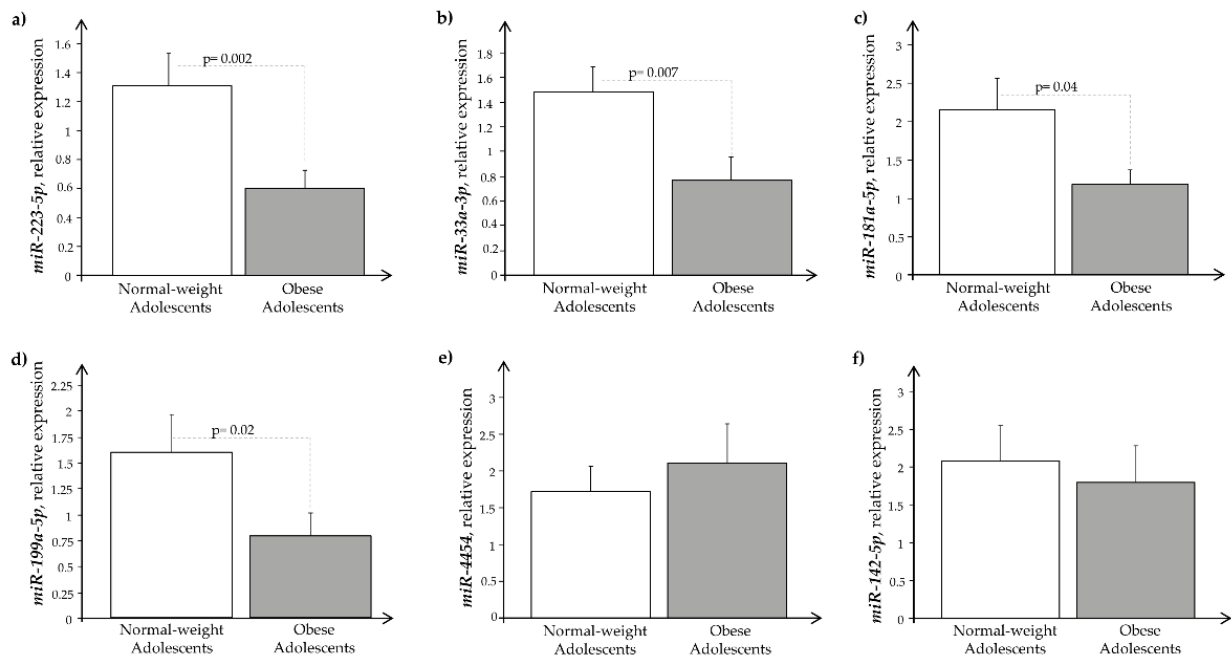 a)
miR-223-5p, relative expression
1.6
1.4
1.2
1
0.8
0.6
0.4
0.2
0
p= 0.002
Normal-weight
Adolescents
Obese
Adolescents
b)
miR-33a-3p, relative expression
1.8
1.6
1.4
1.2
1
0.8
0.6
0.4
0.2
0
p= 0.007
Normal-weight
Adolescents
Obese
Adolescents
c)
miR-181a-5p, relative expression
3
2.5
2
1.5
1
0.5
0
p= 0.04
Normal-weight
Adolescents
Obese
Adolescents
d)
miR-199a-5p, relative expression
2.25
2
1.75
1.5
1.25
1
0.75
0.5
0.25
0
p= 0.02
Normal-weight
Adolescents
Obese
Adolescents
e)
miR-4454, relative expression
3
2.5
2
1.5
1
0.5
0
Normal-weight
Adolescents
Obese
Adolescents
f)
miR-142-5p, relative expression
3
2.5
2
1.5
1
0.5
0
Normal-weight
Adolescents
Obese
Adolescents